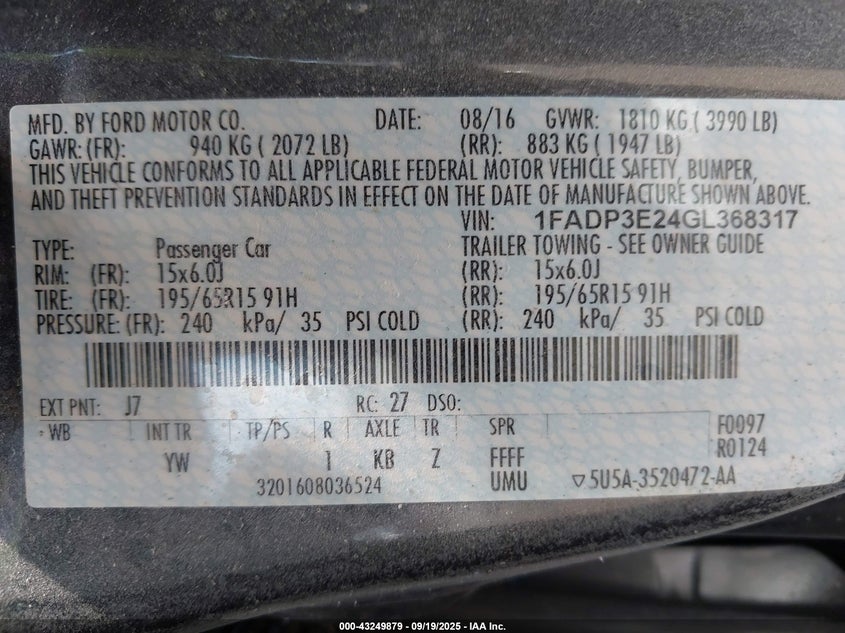 MFD. BY FORD MOTOR CO. DATE: 08/16 GVWR: 1810 KG ( 3990 LB)
GAWR: (FR): 940 KG ( 2072 LB) (RR): 883 KG ( 1947 LB)
THIS VEHICLE CONFORMS TO ALL APPLICABLE FEDERAL MOTOR VEHICLE SAFETY, BUMPER,
AND THEFT PREVENTION STANDARDS IN EFFECT ON THE DATE OF MANUFACTURE SHOWN ABOVE.
VIN: 1FADP3E24GL368317
TYPE: Passenger Car TRAILER TOWING - SEE OWNER GUIDE
RIM: (FR): 15x6.0J (RR): 15x6.0J
TIRE: (FR): 195/65R15 91H (RR): 195/65R15 91H
PRESSURE: (FR): 240 kPa/ 35 PSI COLD (RR): 240 kPa/ 35 PSI COLD
EXT PNT: J7 RC: 27 DSO:
WB INT TR TP/PS R AXLE TR SPR F0097
YW 1 KB Z FFFF R0124
3201608036524 UMU ▽5U5A-3520472-AA
000-43249879 - 09/19/2025 - IAA Inc.